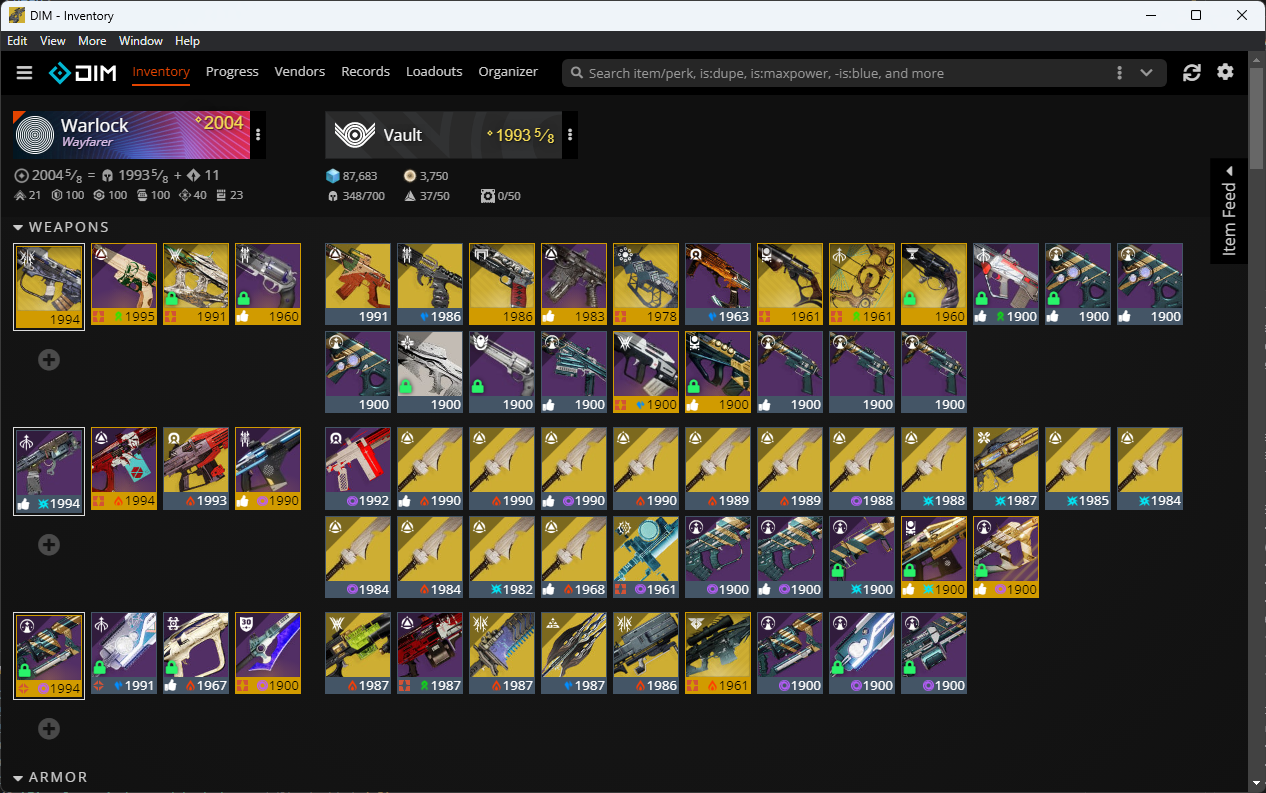 DIM - Inventory
Edit View More Window Help
DIM Inventory Progress Vendors Records Loadouts Organizer Search item/perk, is:dupe, is:maxpower, -is:blue, and more
Warlock 2004
Wayfarer
Vault 1993 5/8
2004 5/8 = 1993 5/8 + 11
21 100 100 100 40 23
87,683 3,750
348/700 37/50 0/50
Item Feed
WEAPONS
1994 1995 1991 1960 1991 1986 1986 1983 1978 1963 1961 1961 1960 1900 1900 1900
1900 1900 1900 1900 1900 1900 1900 1900 1900
1994 1994 1993 1990 1992 1990 1990 1990 1990 1989 1989 1988 1988 1987 1985 1984
1984 1984 1982 1968 1961 1900 1900 1900 1900 1900
30
1994 1991 1967 1900 1987 1987 1987 1987 1986 1961 1900 1900 1900
ARMOR